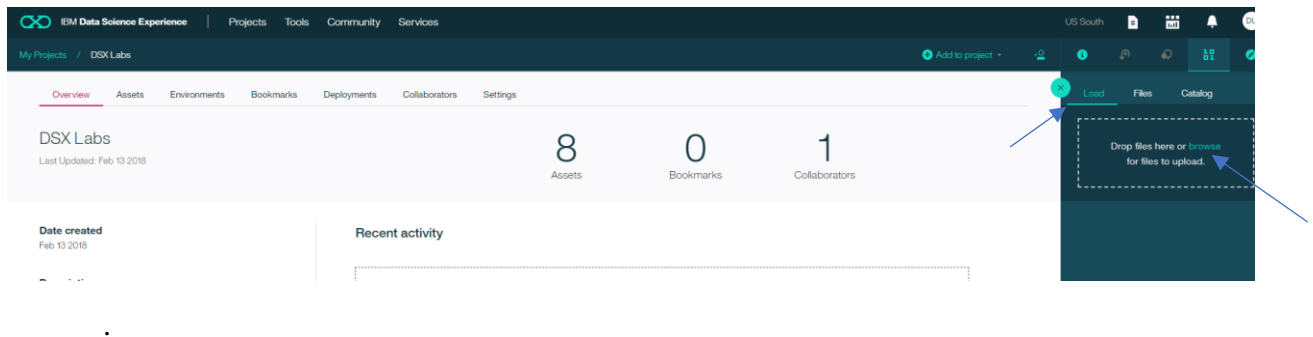 IBM Data Science Experience | Projects Tools Community Services US South
My Projects / DSX Labs Add to project
Overview Assets Environments Bookmarks Deployments Collaborators Settings
Load Files Catalog
DSX Labs
Last Updated: Feb 13 2018
8 0 1
Assets Bookmarks Collaborators
Drop files here or browse
for files to upload.
Date created
Feb 13 2018
Recent activity
.